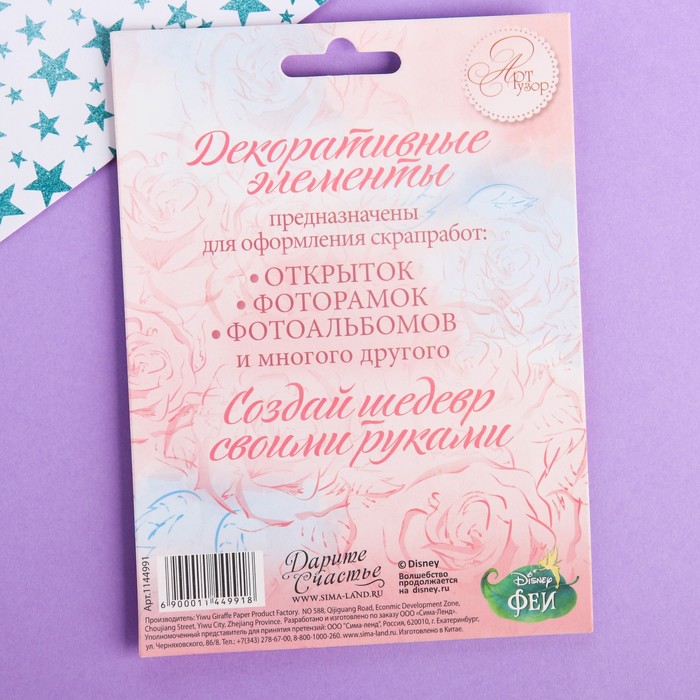 Арт
Узор
Декоративные
элементы
предназначены
для оформления скрапработ:
• ОТКРЫТОК
• ФОТОРАМОК
• ФОТОАЛЬБОМОВ
и многого другого
Создай шедевр
своими руками
Арт.1144991
6 900011 449918
Дарите
Счастье
WWW.SIMA-LAND.RU
© Disney
Волшебство
продолжается
на disney.ru
Disney
ФЕИ
Производитель: Yiwu Giraffe Paper Product Factory. NO 588, Qijiguang Road, Econmic Development Zone,
Choujiang Street, Yiwu City, Zhejiang Province. Разработано и изготовлено по заказу ООО «Сима-Ленд».
Уполномоченный представитель для принятия претензий: ООО "Сима-ленд", Россия, 620010, г. Екатеринбург,
ул. Черняховского, 86/8. Тел.: +7(343) 278-67-00, 8-800-1000-260. www.sima-land.ru. Изготовлено в Китае.